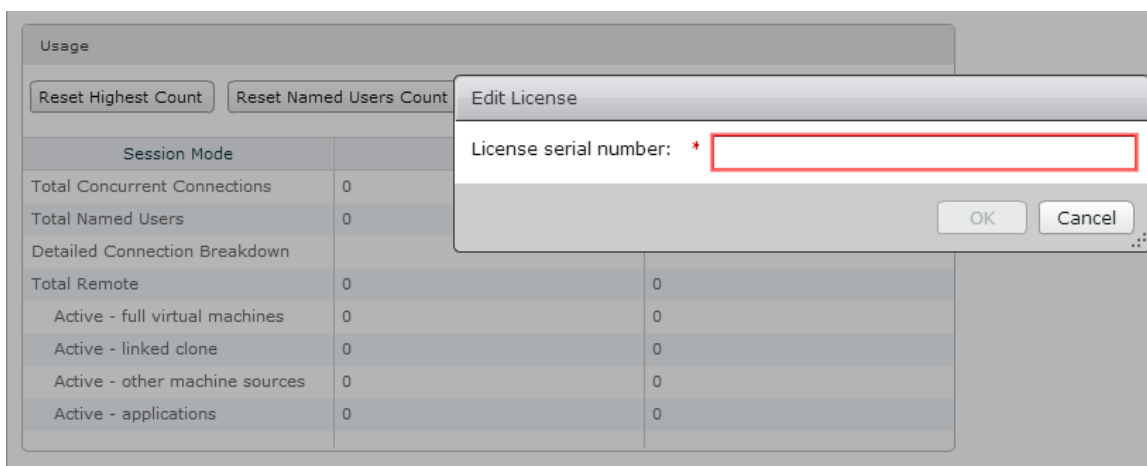 Usage
Reset Highest Count
Reset Named Users Count
Edit License
License serial number: *
OK
Cancel
Session Mode
Total Concurrent Connections 0
Total Named Users 0
Detailed Connection Breakdown
Total Remote 0 0
Active - full virtual machines 0 0
Active - linked clone 0 0
Active - other machine sources 0 0
Active - applications 0 0